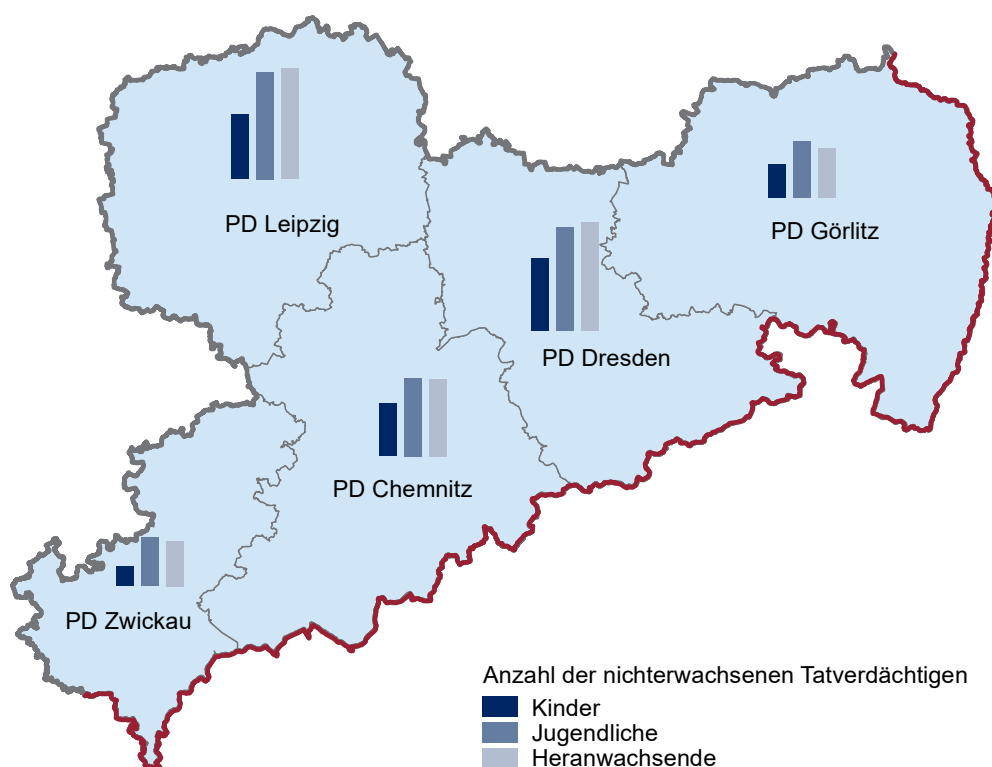 PD Leipzig
PD Görlitz
PD Dresden
PD Chemnitz
PD Zwickau
Anzahl der nichterwachsenen Tatverdächtigen
Kinder
Jugendliche
Heranwachsende